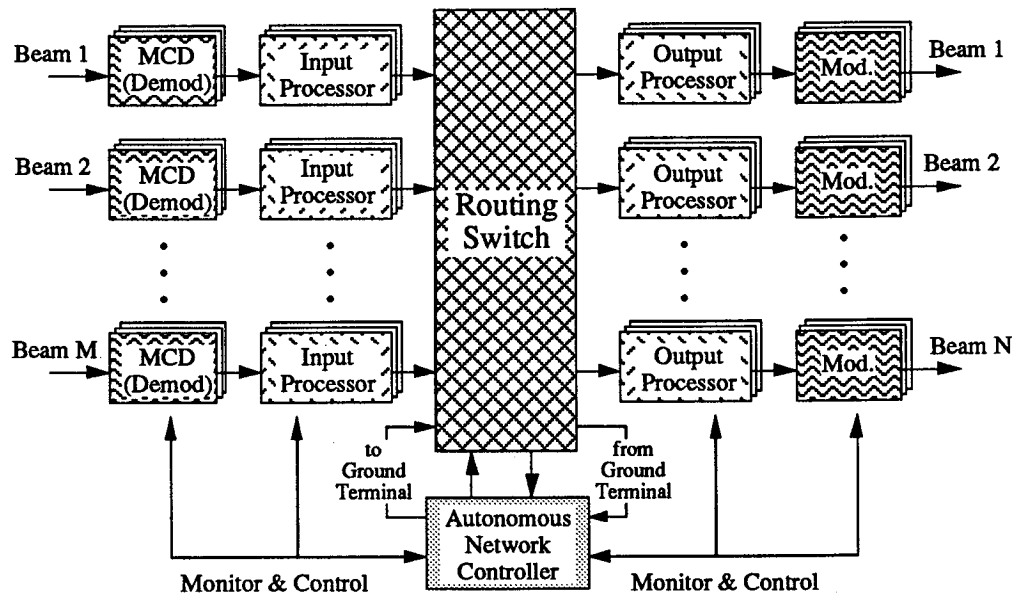 Beam 1
MCD
(Demod)
Input
Processor
Output
Processor
Mod.
Beam 1
Beam 2
MCD
(Demod)
Input
Processor
Routing
Switch
Output
Processor
Mod.
Beam 2
Beam M
MCD
(Demod)
Input
Processor
Output
Processor
Mod.
Beam N
to
Ground
Terminal
from
Ground
Terminal
Autonomous
Network
Controller
Monitor & Control
Monitor & Control